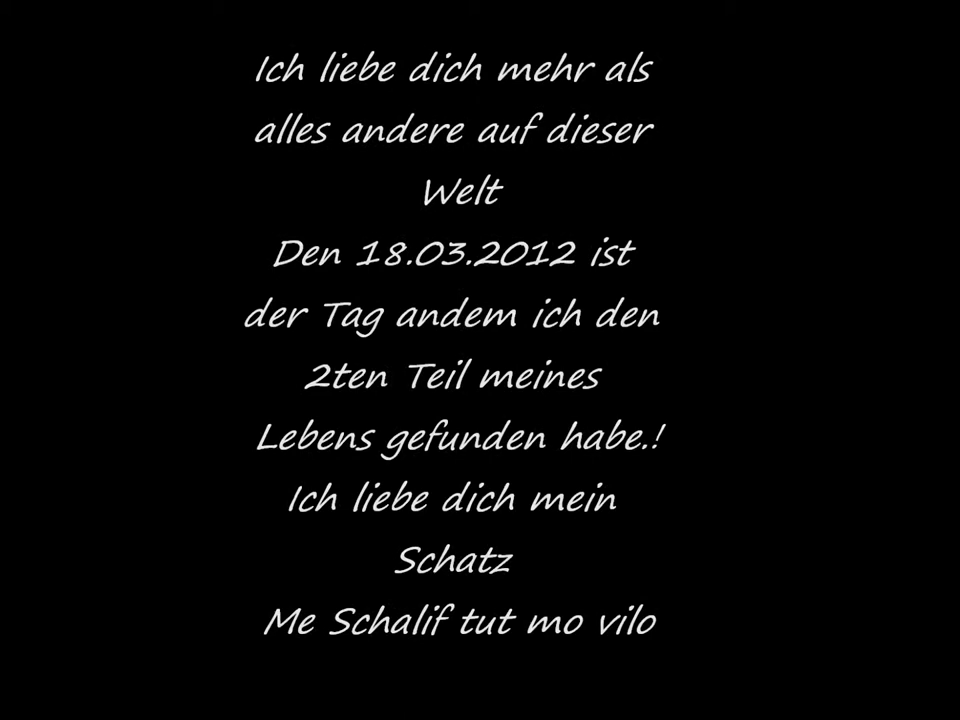 Ich liebe dich mehr als
alles andere auf dieser
Welt
Den 18.03.2012 ist
der Tag andem ich den
2ten Teil meines
Lebens gefunden habe.!
Ich liebe dich mein
Schatz
Me Schalif tut mo vilo